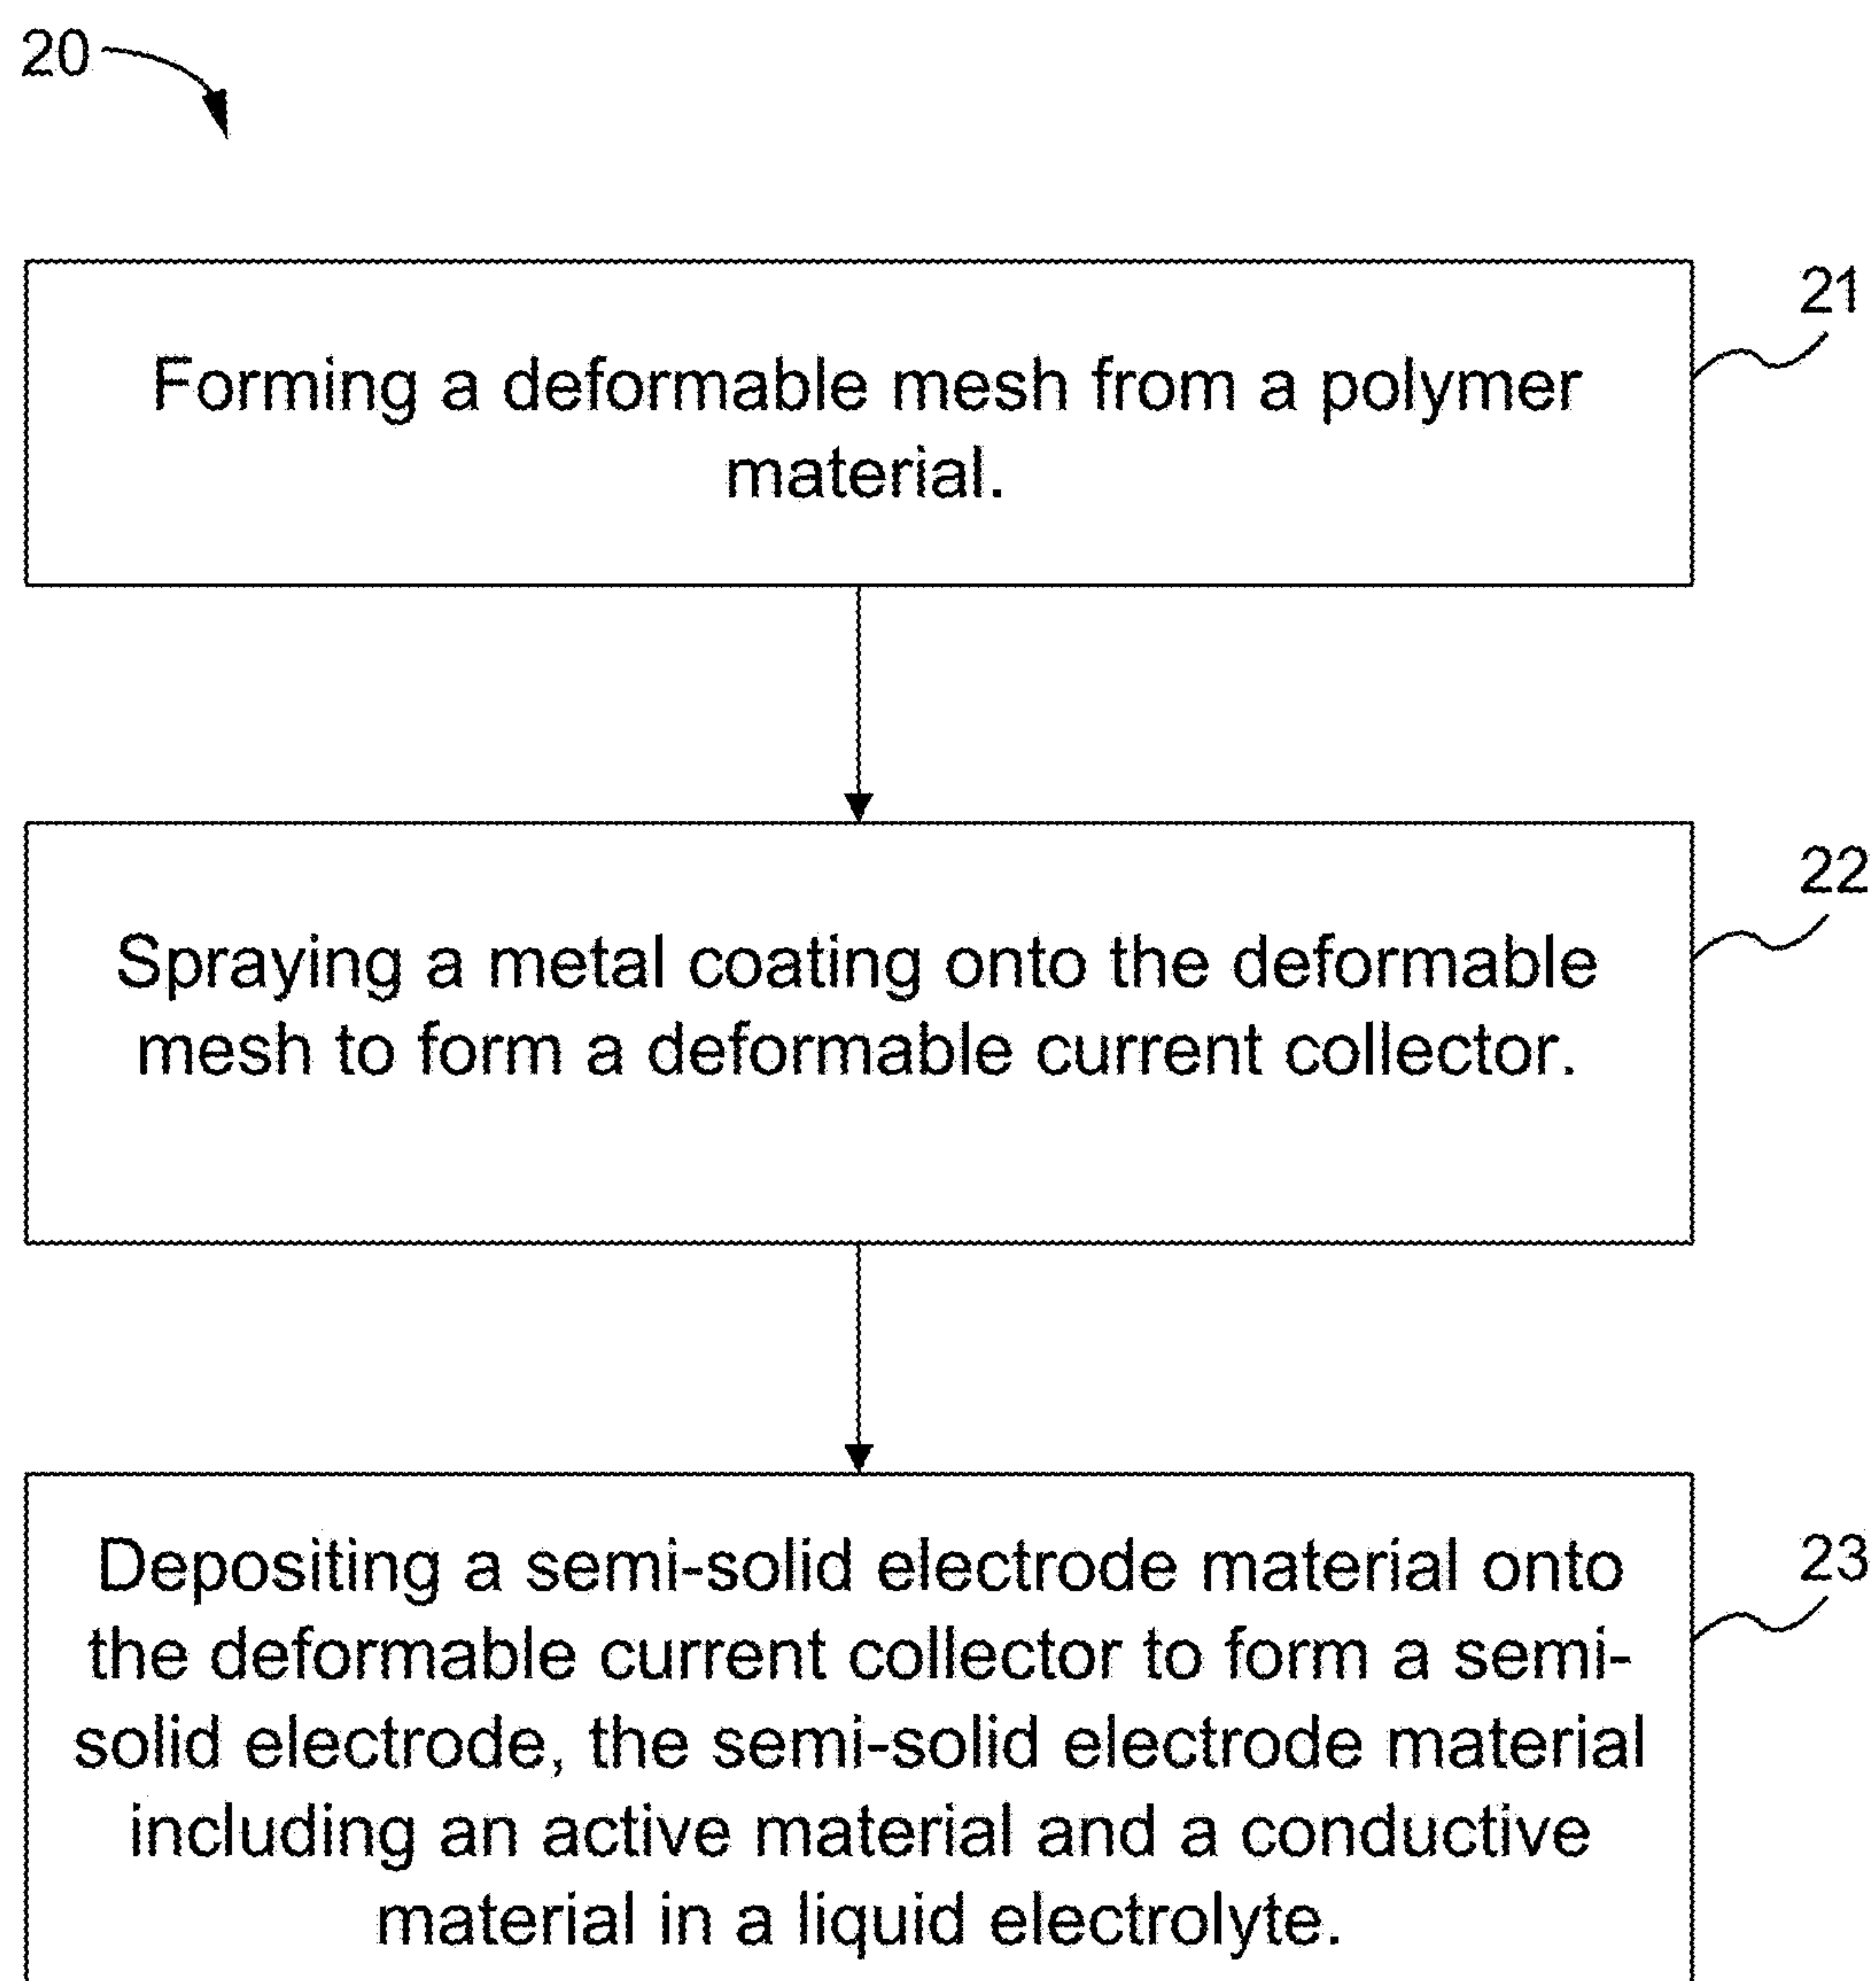 20
21
Forming a deformable mesh from a polymer
material.
22
Spraying a metal coating onto the deformable
mesh to form a deformable current collector.
23
Depositing a semi-solid electrode material onto
the deformable current collector to form a semi-
solid electrode, the semi-solid electrode material
including an active material and a conductive
material in a liquid electrolyte.